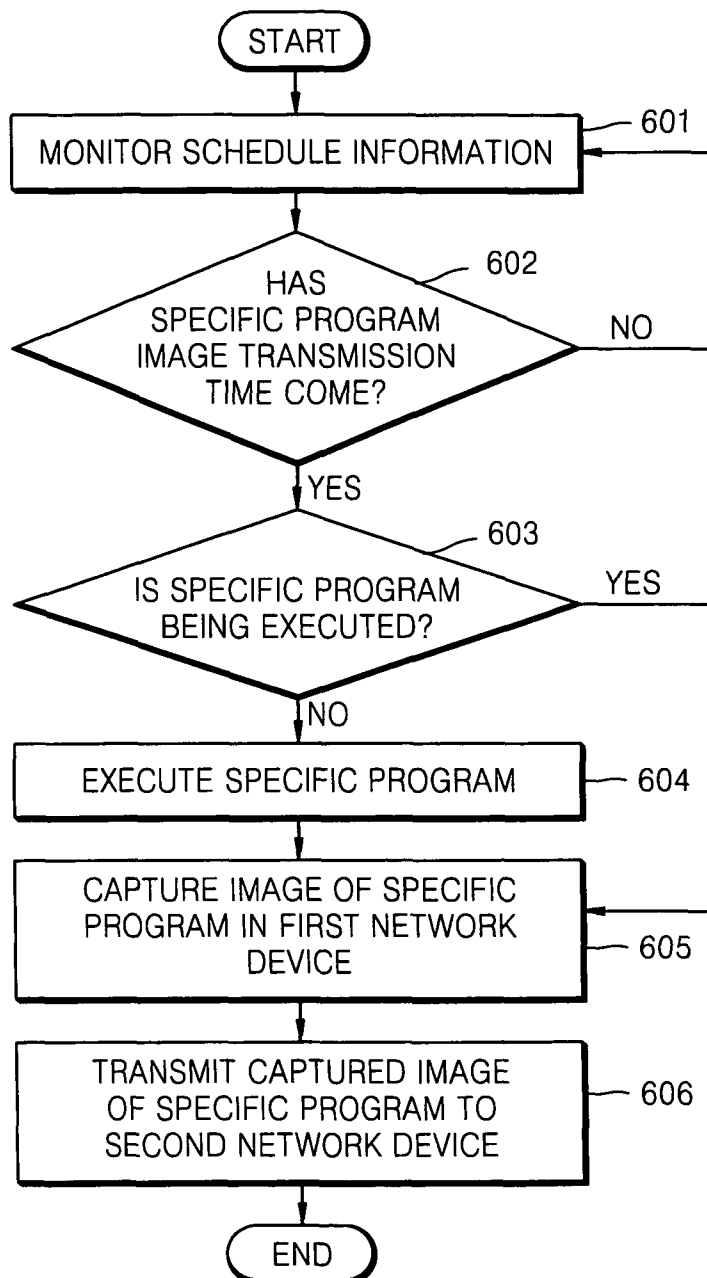 START
MONITOR SCHEDULE INFORMATION
601
HAS
SPECIFIC PROGRAM
IMAGE TRANSMISSION
TIME COME?
602
NO
YES
IS SPECIFIC PROGRAM
BEING EXECUTED?
603
YES
NO
EXECUTE SPECIFIC PROGRAM
604
CAPTURE IMAGE OF SPECIFIC
PROGRAM IN FIRST NETWORK
DEVICE
605
TRANSMIT CAPTURED IMAGE
OF SPECIFIC PROGRAM TO
SECOND NETWORK DEVICE
606
END